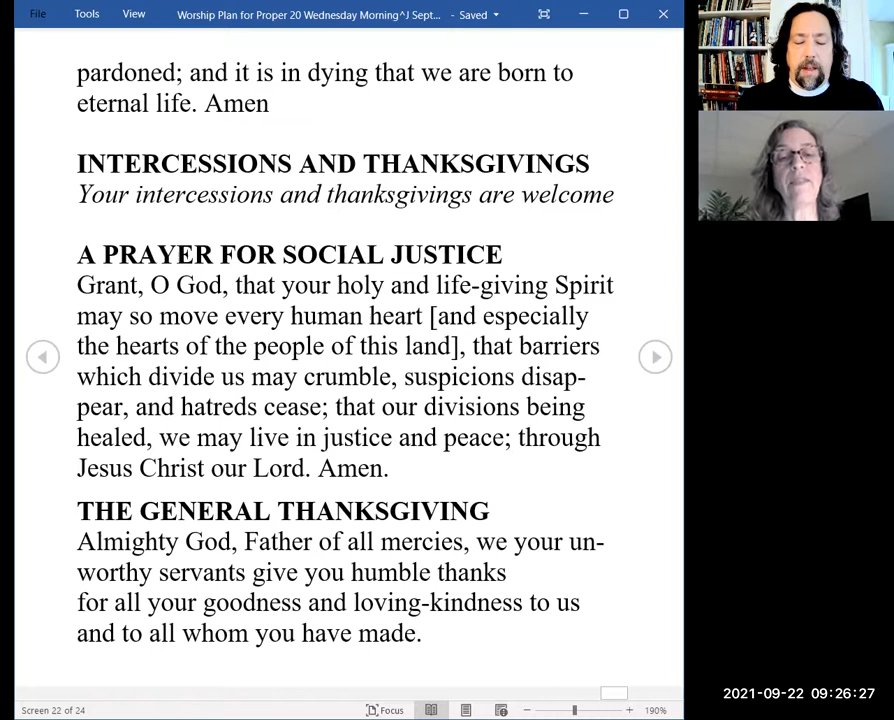 File Tools View Worship Plan for Proper 20 Wednesday Morning^J Sept... - Saved
pardoned; and it is in dying that we are born to
eternal life. Amen
INTERCESSIONS AND THANKSGIVINGS
Your intercessions and thanksgivings are welcome
A PRAYER FOR SOCIAL JUSTICE
Grant, O God, that your holy and life-giving Spirit
may so move every human heart [and especially
the hearts of the people of this land], that barriers
which divide us may crumble, suspicions disap-
pear, and hatreds cease; that our divisions being
healed, we may live in justice and peace; through
Jesus Christ our Lord. Amen.
THE GENERAL THANKSGIVING
Almighty God, Father of all mercies, we your un-
worthy servants give you humble thanks
for all your goodness and loving-kindness to us
and to all whom you have made.
2021-09-22 09:26:27
Screen 22 of 24 Focus 190%